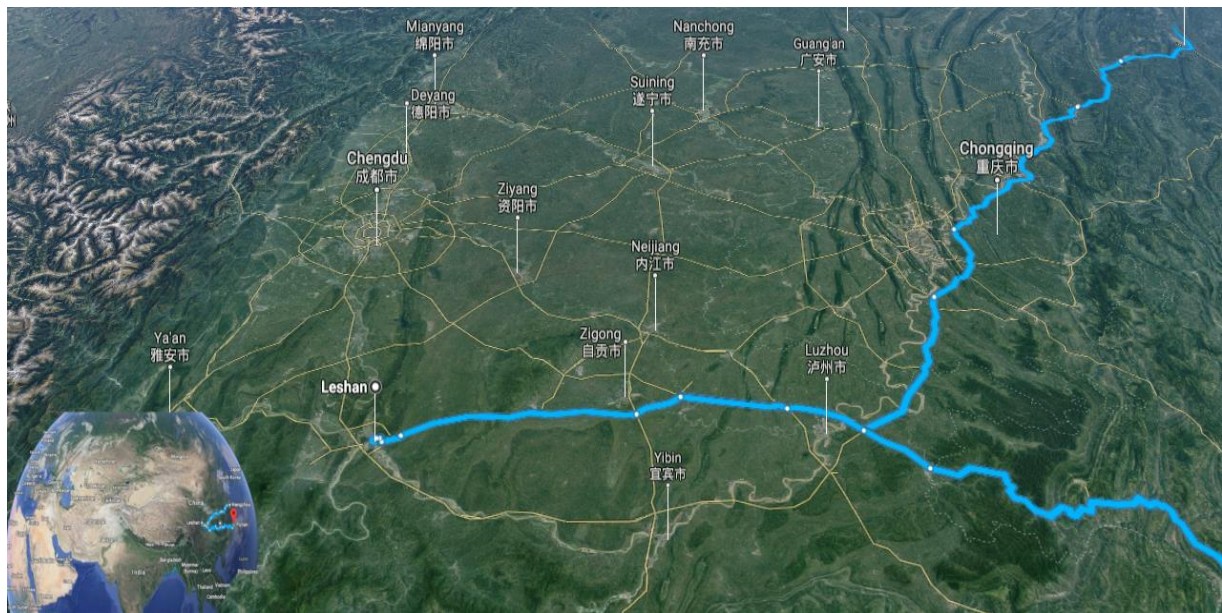 Mianyang
绵阳市
Nanchong
南充市
Guang'an
广安市
Suining
遂宁市
Deyang
德阳市
Chengdu
成都市
Chongqing
重庆市
Ziyang
资阳市
Neijiang
内江市
Ya'an
雅安市
Zigong
自贡市
Luzhou
泸州市
Leshan
Yibin
宜宾市
India